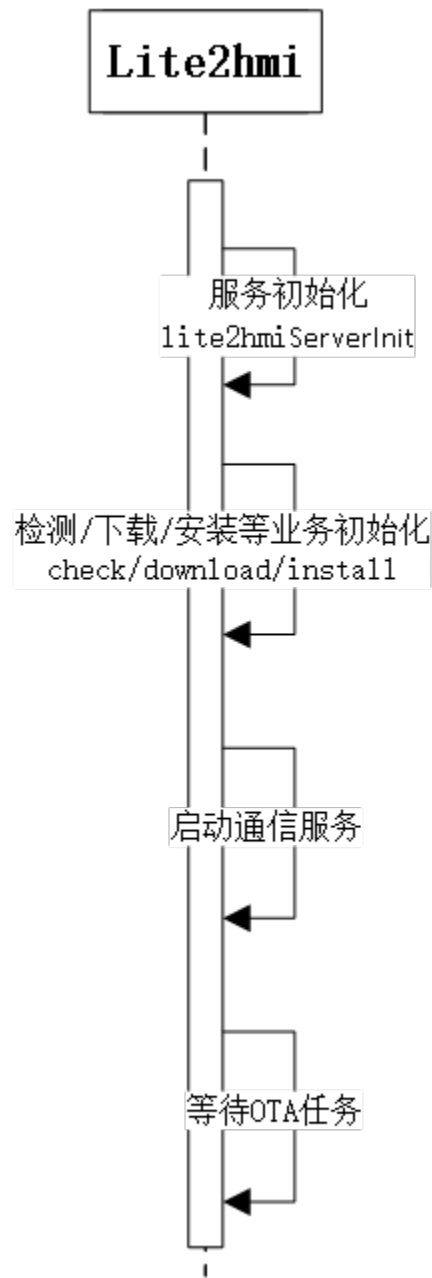 Lite2hmi
服务初始化
lite2hmiServerInit
检测/下载/安装等业务初始化
check/download/install
启动通信服务
等待OTA任务